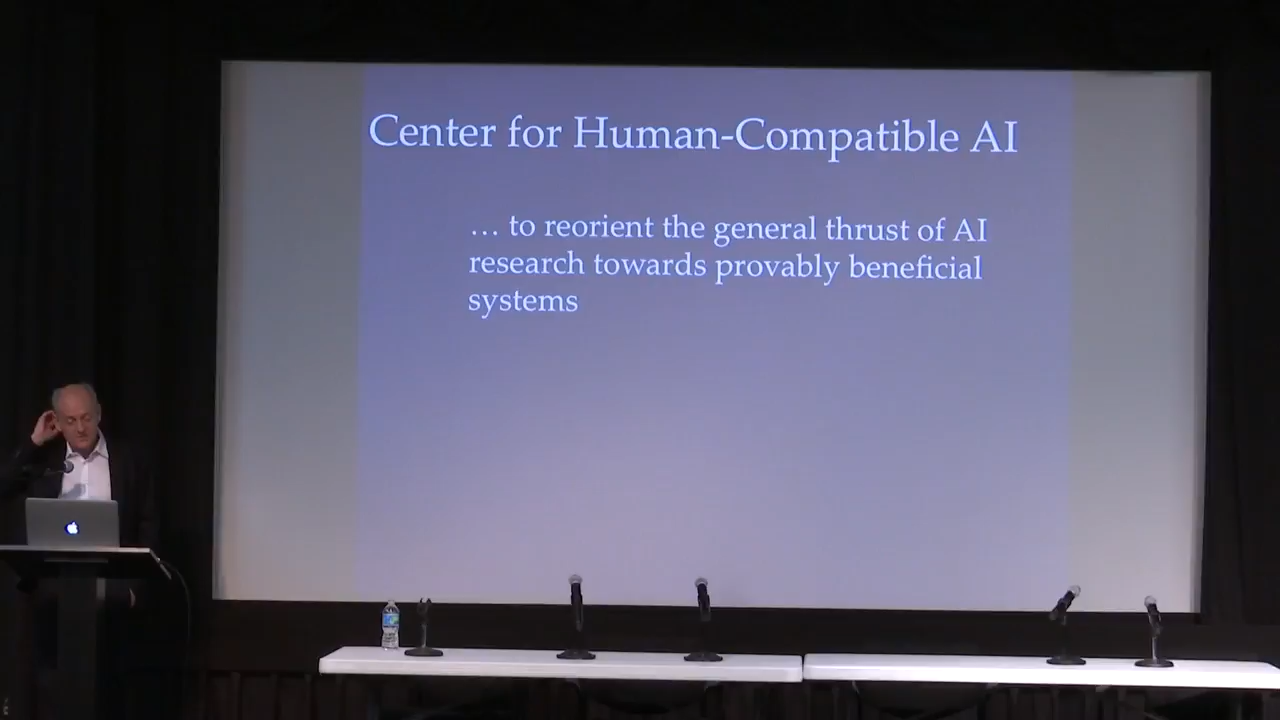 Center for Human-Compatible AI
… to reorient the general thrust of AI
research towards provably beneficial
systems